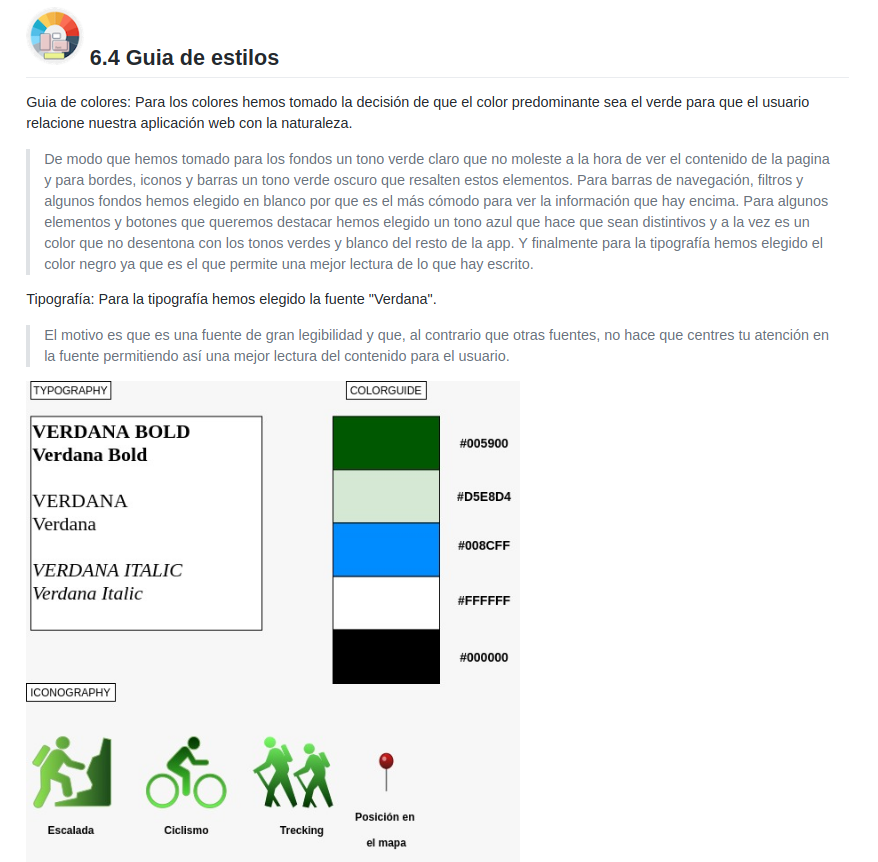 6.4 Guia de estilos
Guia de colores: Para los colores hemos tomado la decisión de que el color predominante sea el verde para que el usuario
relacione nuestra aplicación web con la naturaleza.
De modo que hemos tomado para los fondos un tono verde claro que no moleste a la hora de ver el contenido de la pagina
y para bordes, iconos y barras un tono verde oscuro que resalten estos elementos. Para barras de navegación, filtros y
algunos fondos hemos elegido en blanco por que es el más cómodo para ver la información que hay encima. Para algunos
elementos y botones que queremos destacar hemos elegido un tono azul que hace que sean distintivos y a la vez es un
color que no desentona con los tonos verdes y blanco del resto de la app. Y finalmente para la tipografía hemos elegido el
color negro ya que es el que permite una mejor lectura de lo que hay escrito.
Tipografía: Para la tipografía hemos elegido la fuente "Verdana".
El motivo es que es una fuente de gran legibilidad y que, al contrario que otras fuentes, no hace que centres tu atención en
la fuente permitiendo así una mejor lectura del contenido para el usuario.
TYPOGRAPHY
VERDANA BOLD
Verdana Bold
VERDANA
Verdana
VERDANA ITALIC
Verdana Italic
COLORGUIDE
#005900
#D5E8D4
#008CFF
#FFFFFF
#000000
ICONOGRAPHY
Escalada
Ciclismo
Trecking
Posición en
el mapa